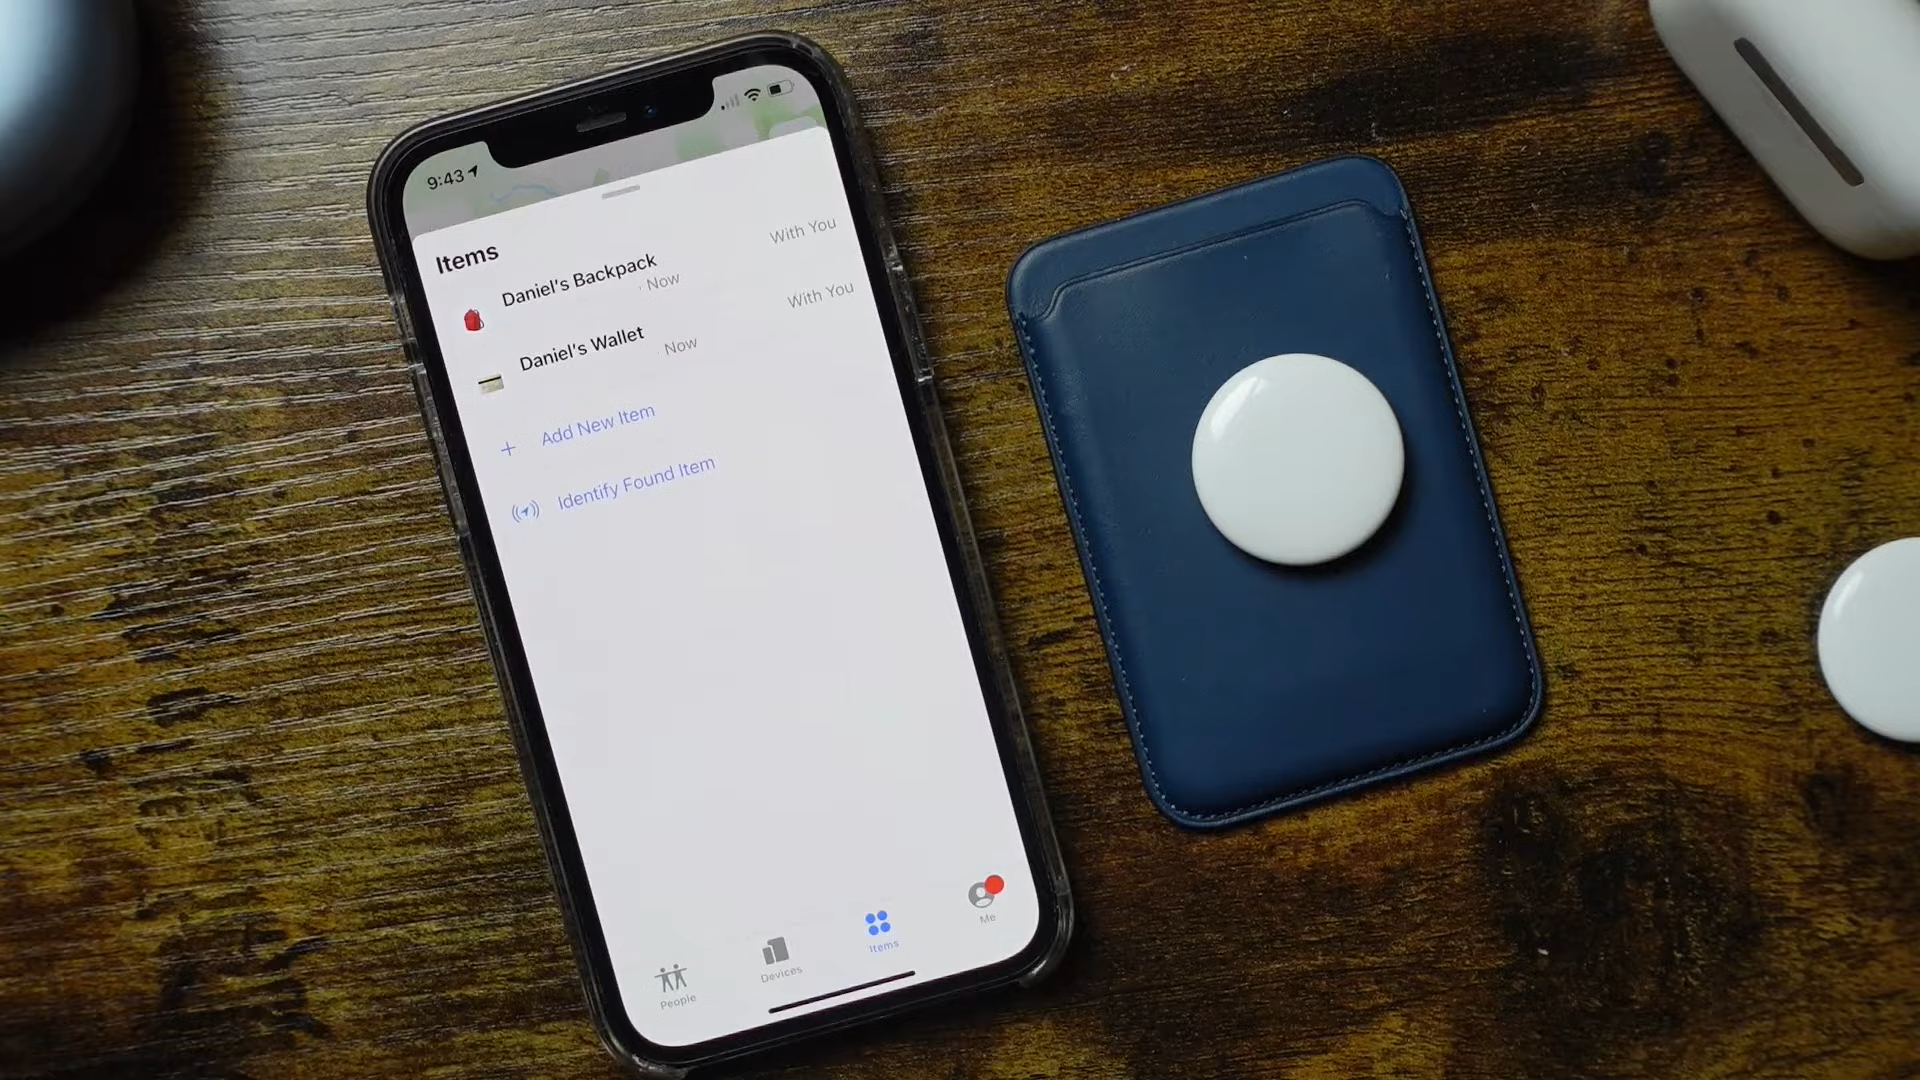 9:43
Items
Daniel's Backpack
With You
· Now
Daniel's Wallet
With You
· Now
+ Add New Item
Identify Found Item
People
Devices
Items
Me